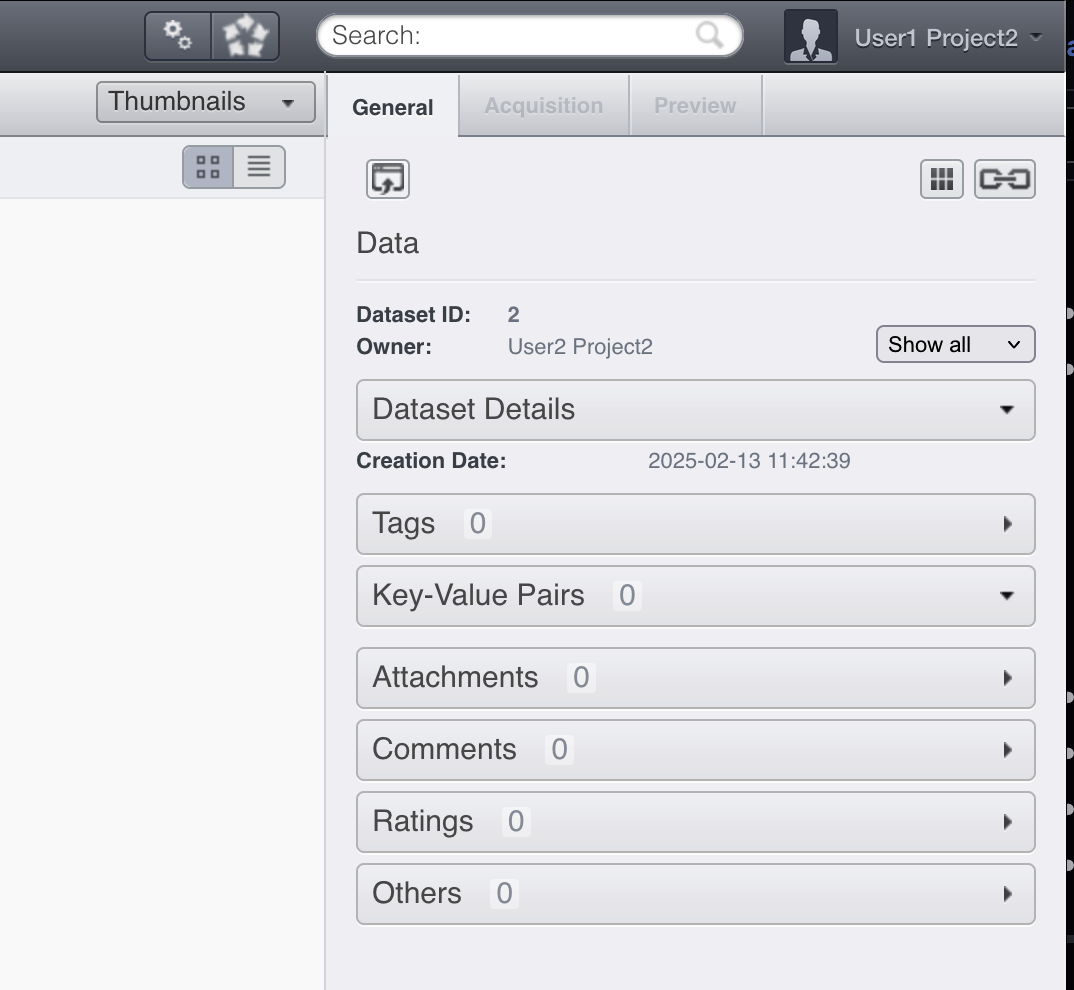 Search:
User1 Project2
Thumbnails
General
Acquisition
Preview
Data
Dataset ID: 2
Owner: User2 Project2
Show all
Dataset Details
Creation Date: 2025-02-13 11:42:39
Tags 0
Key-Value Pairs 0
Attachments 0
Comments 0
Ratings 0
Others 0